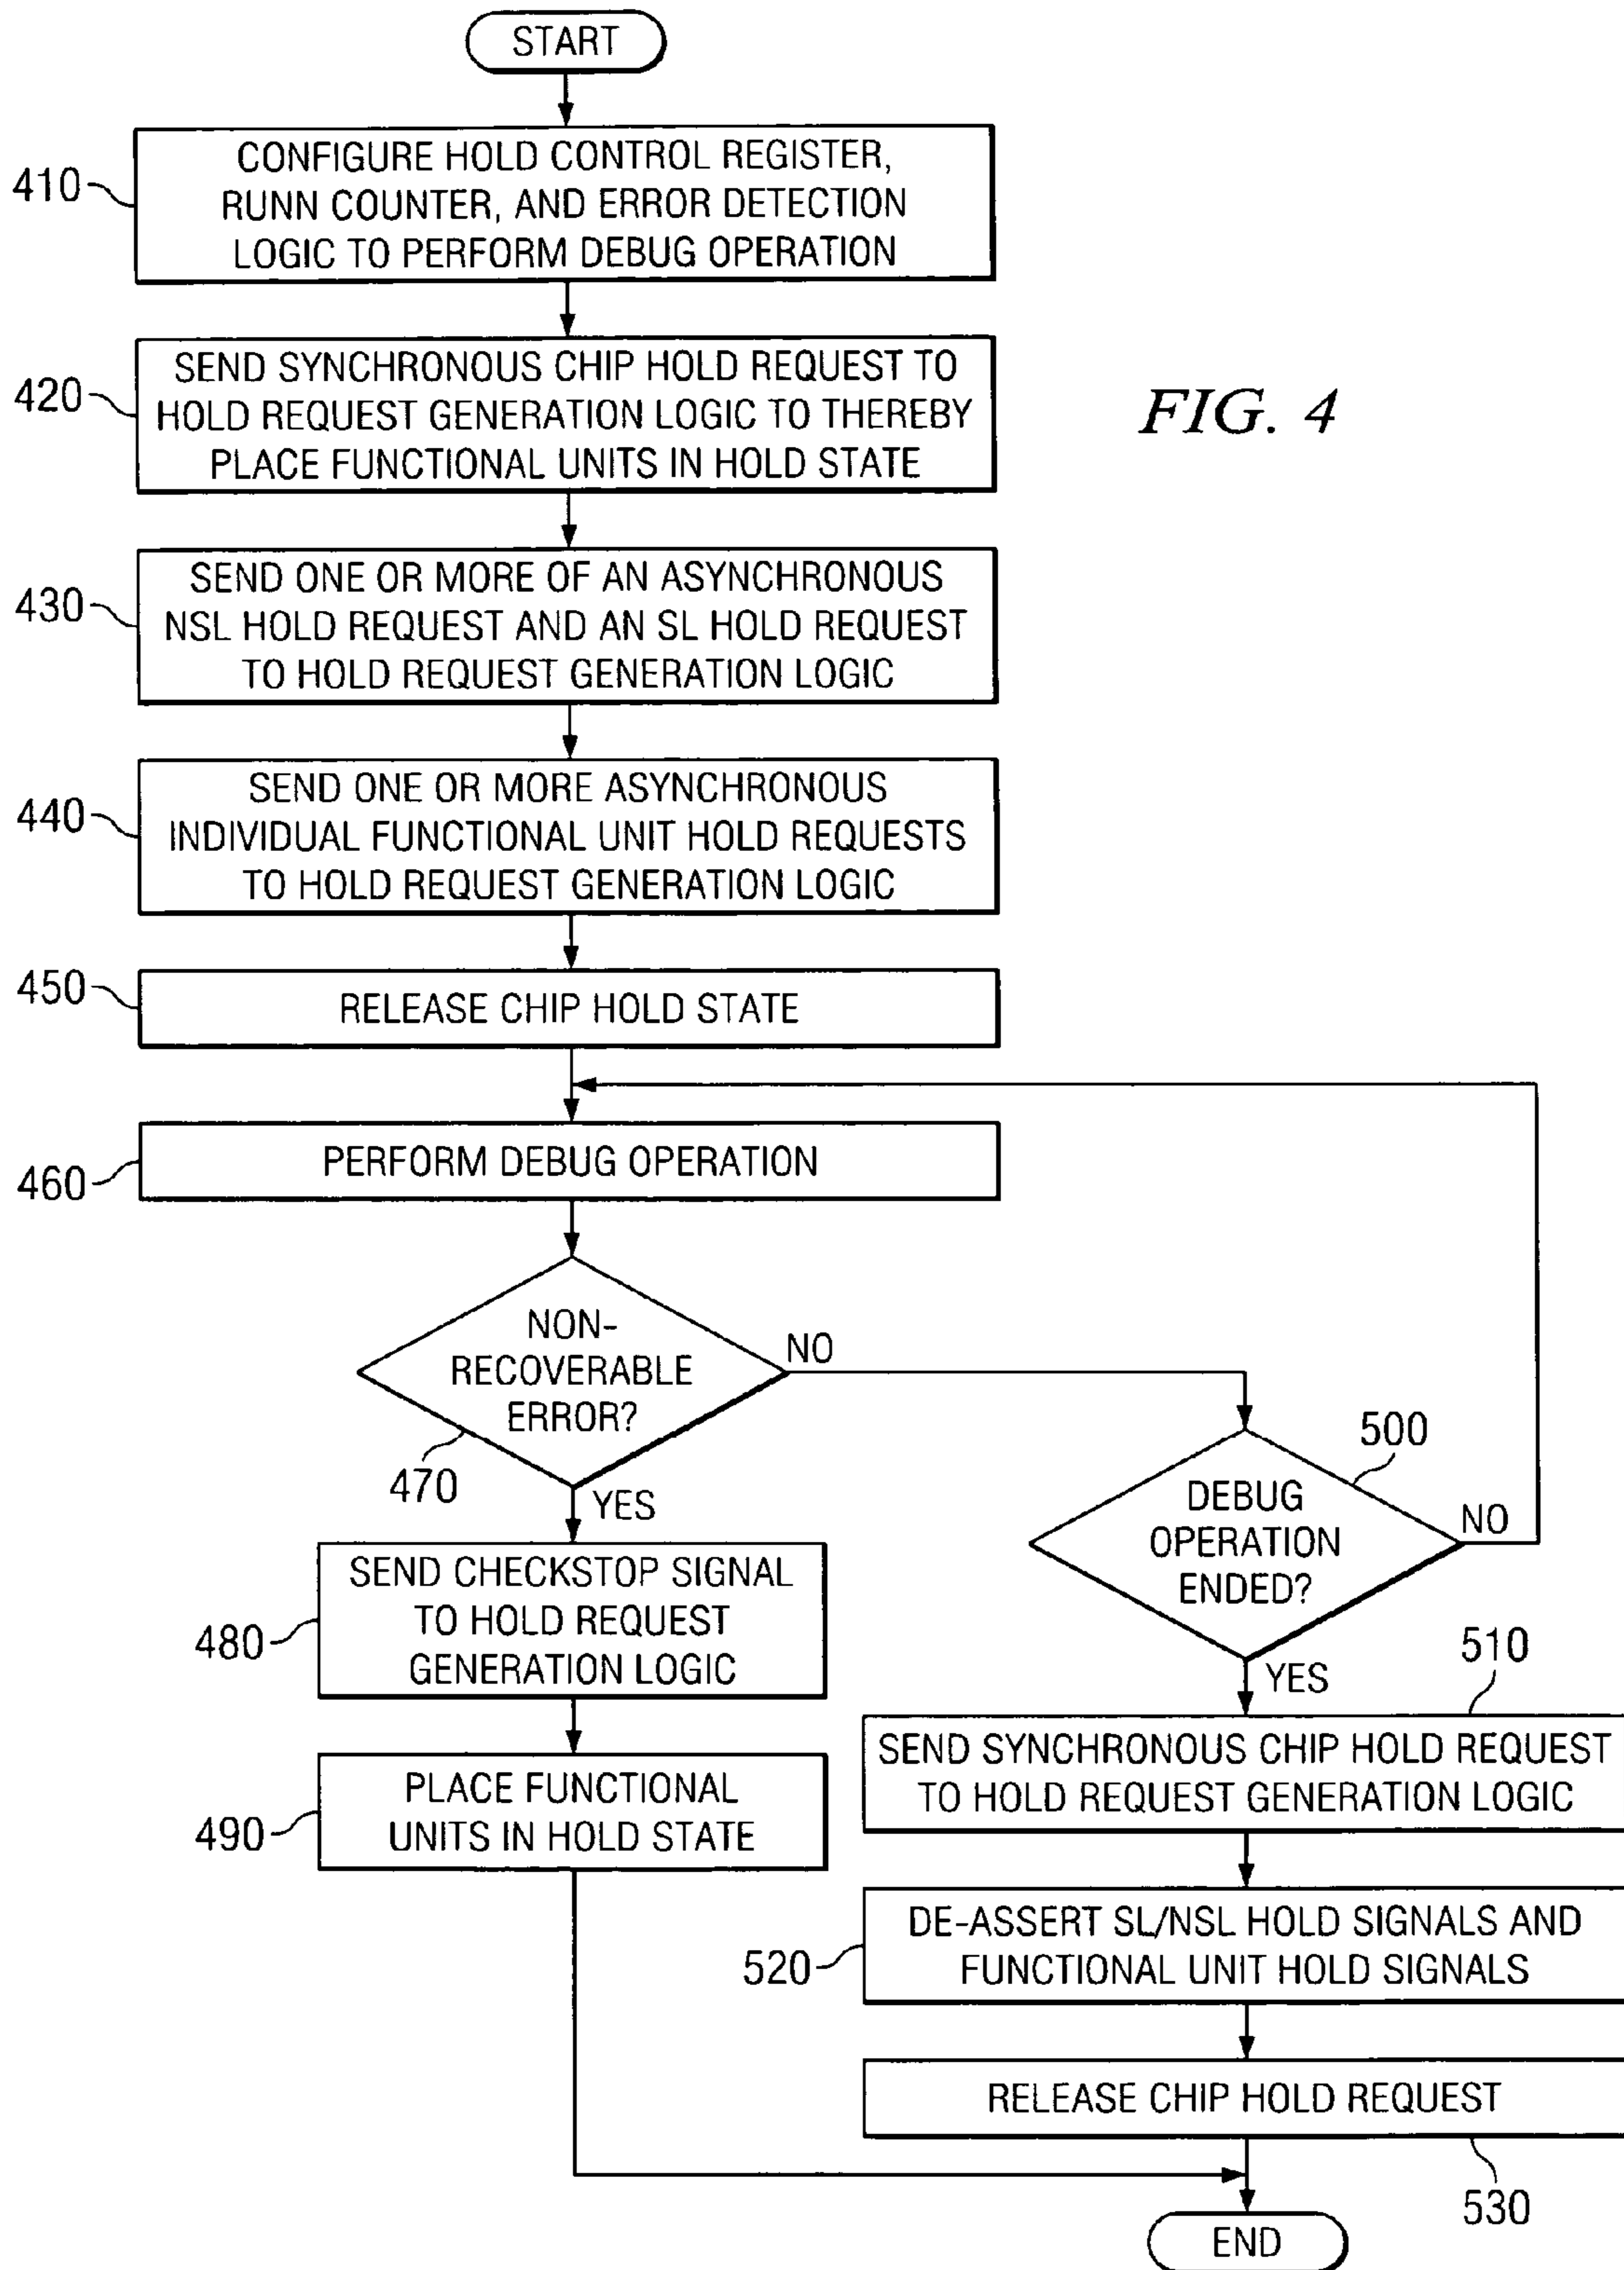 START
410
CONFIGURE HOLD CONTROL REGISTER,
RUNN COUNTER, AND ERROR DETECTION
LOGIC TO PERFORM DEBUG OPERATION
420
SEND SYNCHRONOUS CHIP HOLD REQUEST TO
HOLD REQUEST GENERATION LOGIC TO THEREBY
PLACE FUNCTIONAL UNITS IN HOLD STATE
FIG. 4
430
SEND ONE OR MORE OF AN ASYNCHRONOUS
NSL HOLD REQUEST AND AN SL HOLD REQUEST
TO HOLD REQUEST GENERATION LOGIC
440
SEND ONE OR MORE ASYNCHRONOUS
INDIVIDUAL FUNCTIONAL UNIT HOLD REQUESTS
TO HOLD REQUEST GENERATION LOGIC
450
RELEASE CHIP HOLD STATE
460
PERFORM DEBUG OPERATION
NON-
RECOVERABLE
ERROR?
NO
470
YES
480
SEND CHECKSTOP SIGNAL
TO HOLD REQUEST
GENERATION LOGIC
490
PLACE FUNCTIONAL
UNITS IN HOLD STATE
500
DEBUG
OPERATION
ENDED?
NO
YES
510
SEND SYNCHRONOUS CHIP HOLD REQUEST
TO HOLD REQUEST GENERATION LOGIC
520
DE-ASSERT SL/NSL HOLD SIGNALS AND
FUNCTIONAL UNIT HOLD SIGNALS
RELEASE CHIP HOLD REQUEST
530
END